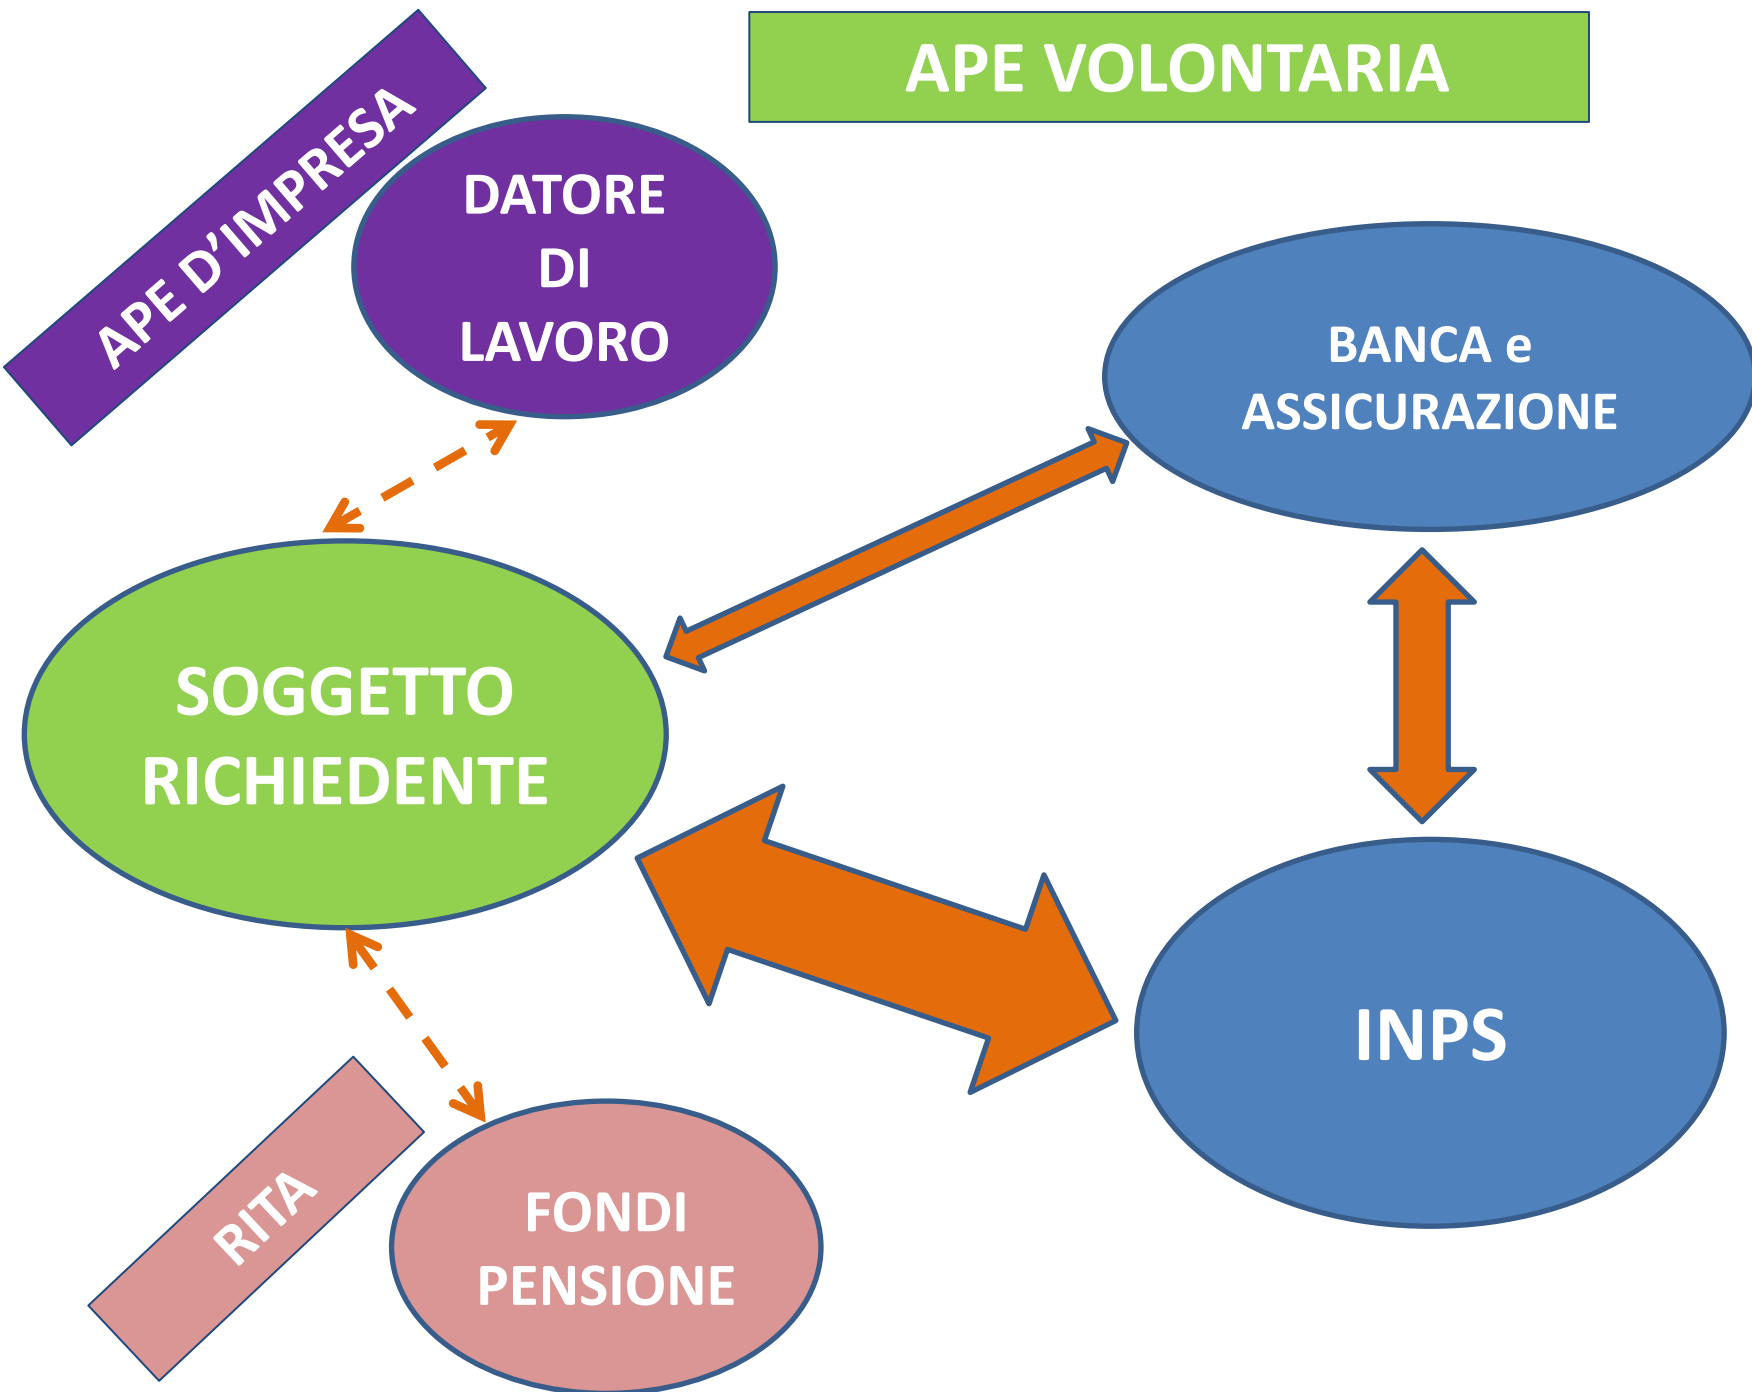 APE VOLONTARIA
APE D’IMPRESA
DATORE
DI
LAVORO
BANCA e
ASSICURAZIONE
SOGGETTO
RICHIEDENTE
INPS
RITA
FONDI
PENSIONE